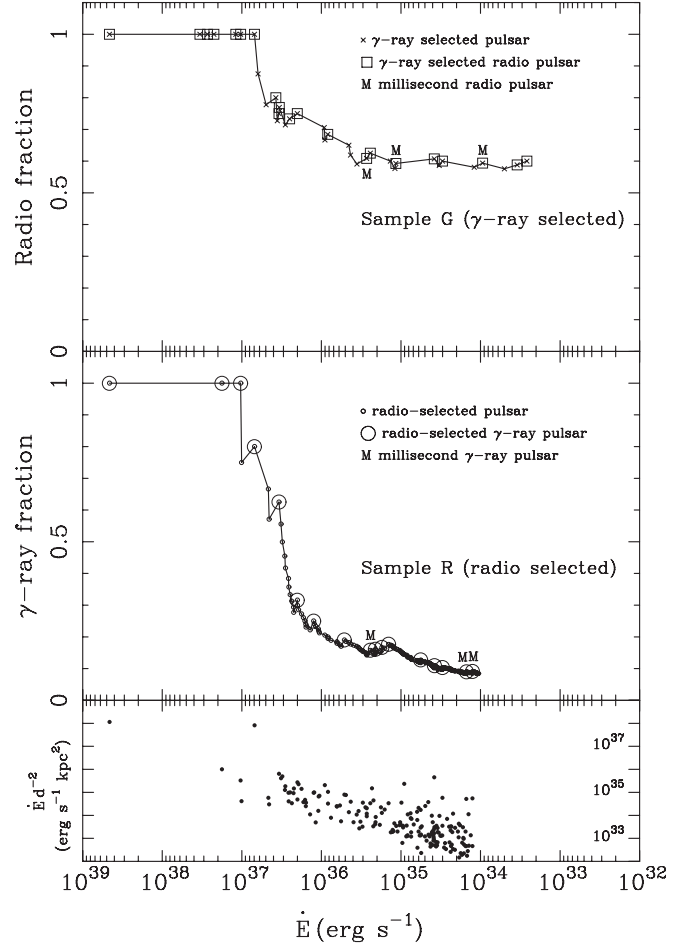 1
× γ−ray selected pulsar
□ γ−ray selected radio pulsar
M millisecond radio pulsar
M M
M
Radio fraction
0.5
Sample G (γ−ray selected)
0
1
∘ radio−selected pulsar
○ radio−selected γ−ray pulsar
M millisecond γ−ray pulsar
γ−ray fraction
0.5
Sample R (radio selected)
M
M M
0
Ė d⁻²
(erg s⁻¹ kpc²)
10³⁷
10³⁵
10³³
10³⁹ 10³⁸ 10³⁷ 10³⁶ 10³⁵ 10³⁴ 10³³ 10³²
Ė (erg s⁻¹)